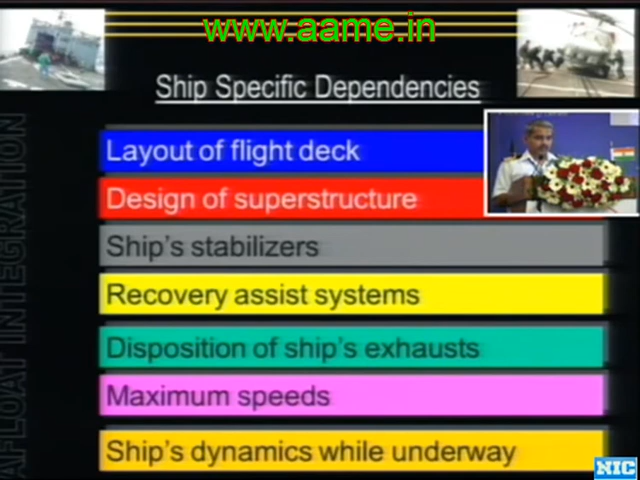 www.aame.in
Ship Specific Dependencies
Layout of flight deck
Design of superstructure
Ship's stabilizers
Recovery assist systems
Disposition of ship's exhausts
Maximum speeds
Ship's dynamics while underway
AFLOAT INTEGRATION
NIC